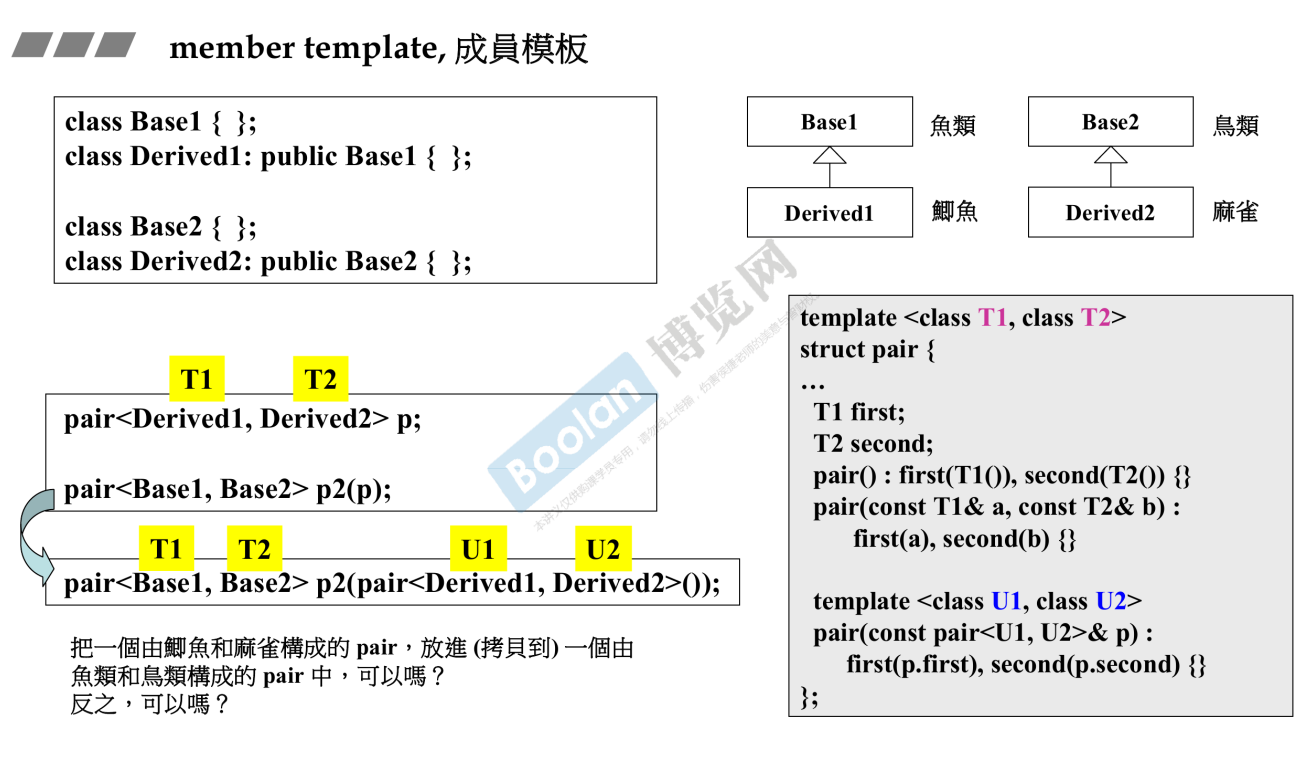 member template, 成員模板
class Base1 {  };
class Derived1: public Base1 {  };
class Base2 {  };
class Derived2: public Base2 {  };
Base1
魚類
Base2
鳥類
Derived1
鯽魚
Derived2
麻雀
T1
T2
pair<Derived1, Derived2> p;
pair<Base1, Base2> p2(p);
T1
T2
U1
U2
pair<Base1, Base2> p2(pair<Derived1, Derived2>());
把一個由鯽魚和麻雀構成的 pair，放進 (拷貝到) 一個由
魚類和鳥類構成的 pair 中，可以嗎？
反之，可以嗎？
template <class T1, class T2>
struct pair {
…
T1 first;
T2 second;
pair() : first(T1()), second(T2()) {}
pair(const T1& a, const T2& b) :
first(a), second(b) {}
template <class U1, class U2>
pair(const pair<U1, U2>& p) :
first(p.first), second(p.second) {}
};
Boolan 博览网